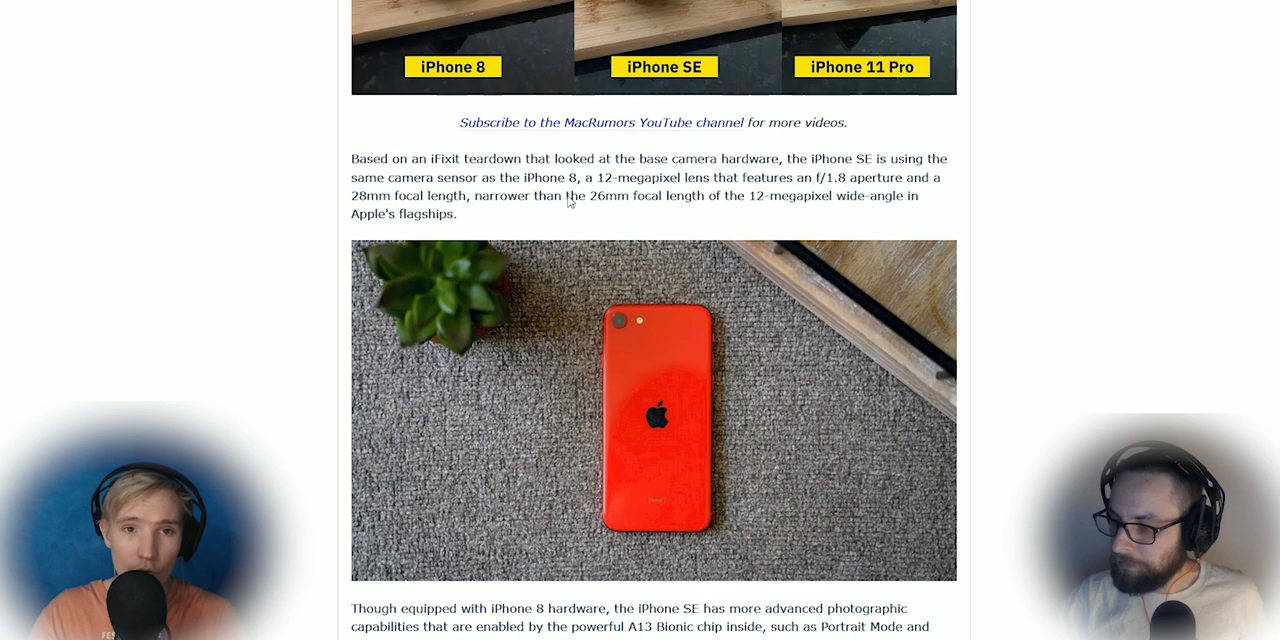 iPhone 8
iPhone SE
iPhone 11 Pro
Subscribe to the MacRumors YouTube channel for more videos.
Based on an iFixit teardown that looked at the base camera hardware, the iPhone SE is using the
same camera sensor as the iPhone 8, a 12-megapixel lens that features an f/1.8 aperture and a
28mm focal length, narrower than the 26mm focal length of the 12-megapixel wide-angle in
Apple's flagships.
Though equipped with iPhone 8 hardware, the iPhone SE has more advanced photographic
capabilities that are enabled by the powerful A13 Bionic chip inside, such as Portrait Mode and